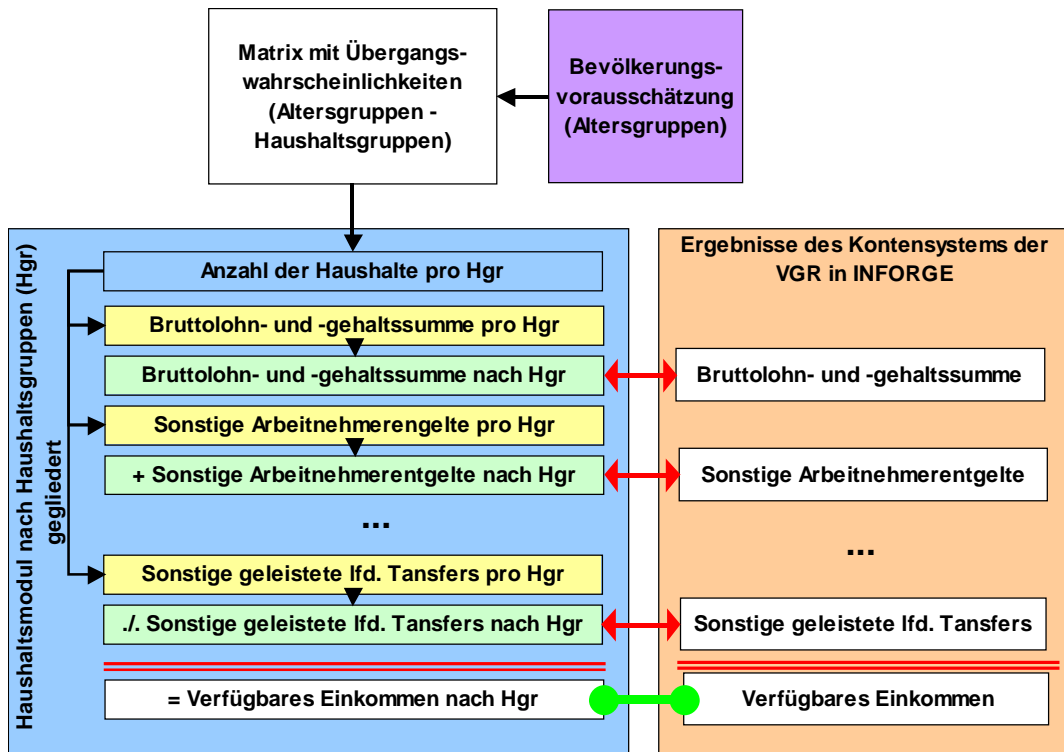 Matrix mit Übergangs-
wahrscheinlichkeiten
(Altersgruppen -
Haushaltsgruppen)
Bevölkerungs-
vorausschätzung
(Altersgruppen)
Haushaltsmodul nach Haushaltsgruppen (Hgr)
gegliedert
Anzahl der Haushalte pro Hgr
Bruttolohn- und -gehaltssumme pro Hgr
Bruttolohn- und -gehaltssumme nach Hgr
Sonstige Arbeitnehmerengelte pro Hgr
+ Sonstige Arbeitnehmerentgelte nach Hgr
...
Sonstige geleistete lfd. Tansfers pro Hgr
./. Sonstige geleistete lfd. Tansfers nach Hgr
= Verfügbares Einkommen nach Hgr
Ergebnisse des Kontensystems der
VGR in INFORGE
Bruttolohn- und -gehaltssumme
Sonstige Arbeitnehmerentgelte
...
Sonstige geleistete lfd. Tansfers
Verfügbares Einkommen